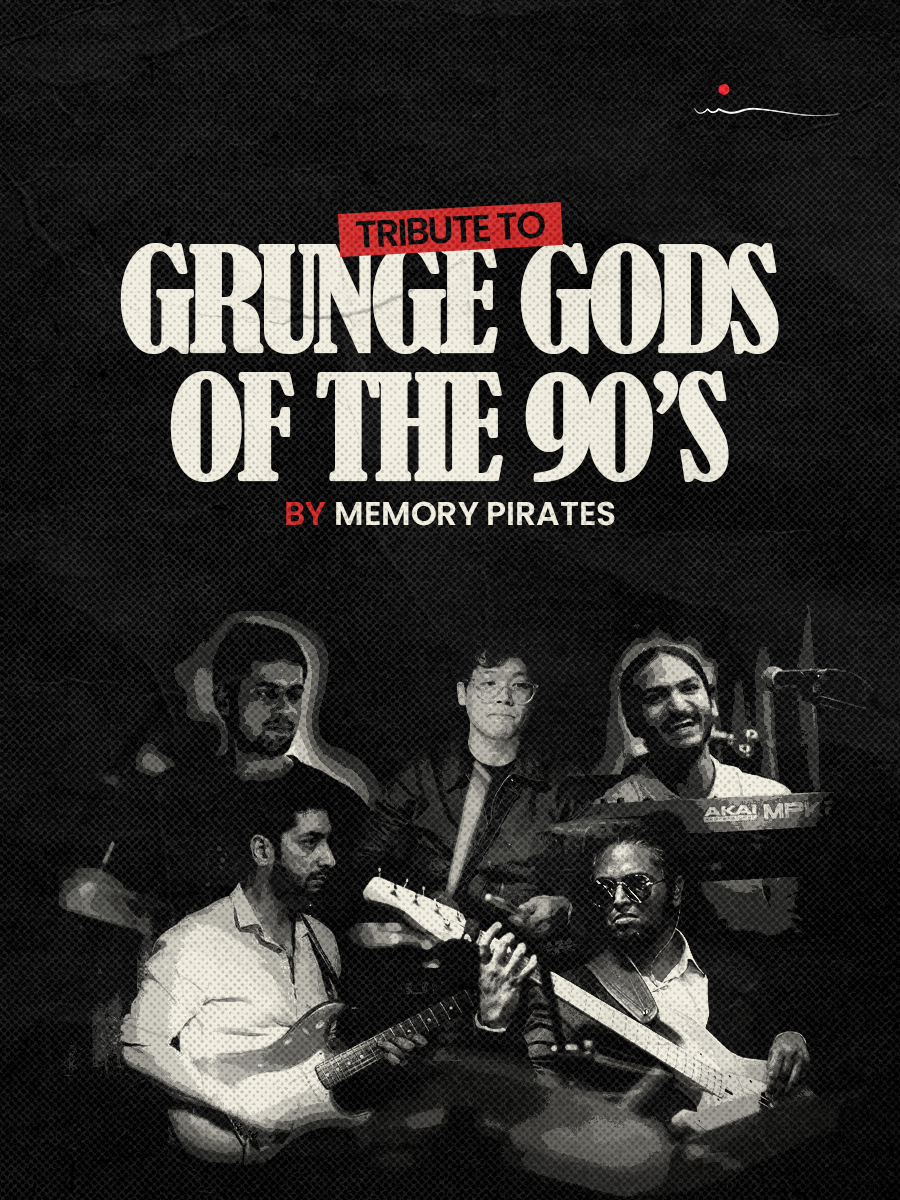 TRIBUTE TO
GRUNGE GODS
OF THE 90'S
BY MEMORY PIRATES
AKAI MPK